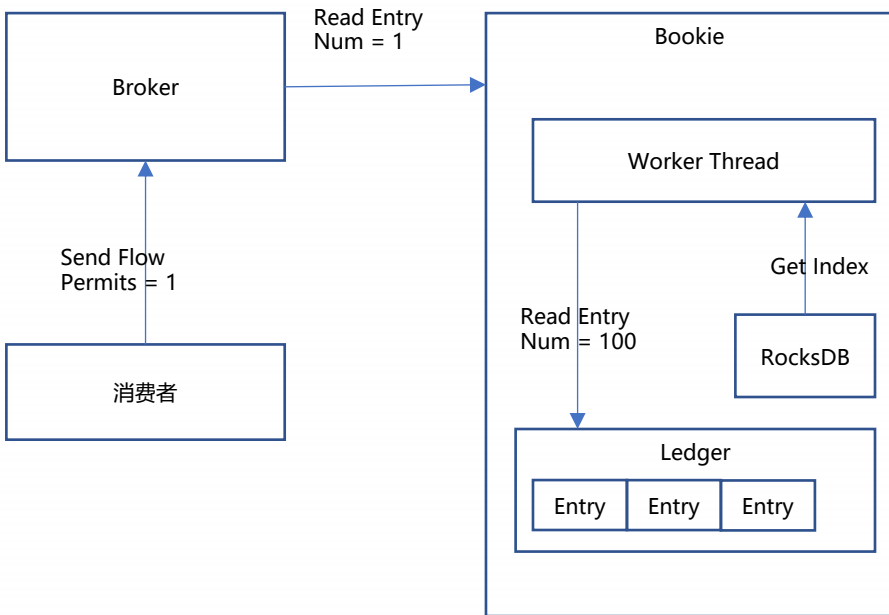 Read Entry
Num = 1
Broker
Send Flow
Permits = 1
消费者
Bookie
Worker Thread
Get Index
Read Entry
Num = 100
RocksDB
Ledger
Entry
Entry
Entry